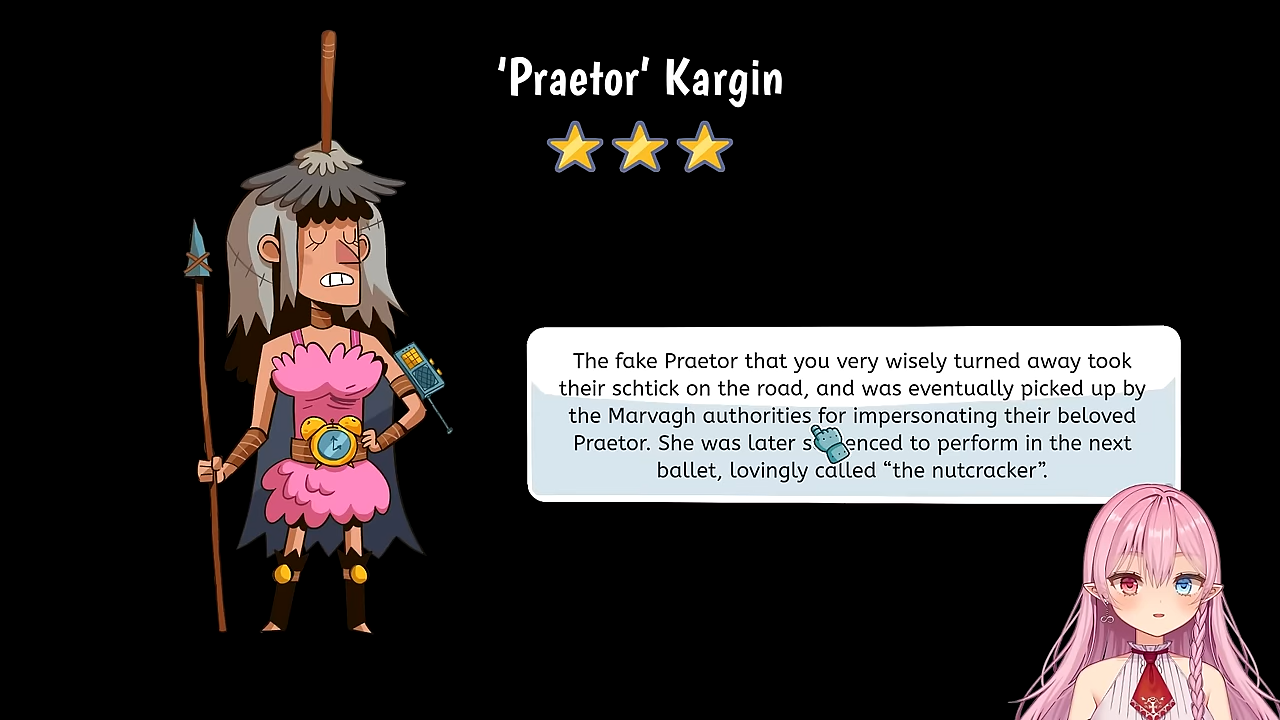 'Praetor' Kargin
The fake Praetor that you very wisely turned away took
their schtick on the road, and was eventually picked up by
the Marvagh authorities for impersonating their beloved
Praetor. She was later sentenced to perform in the next
ballet, lovingly called “the nutcracker”.